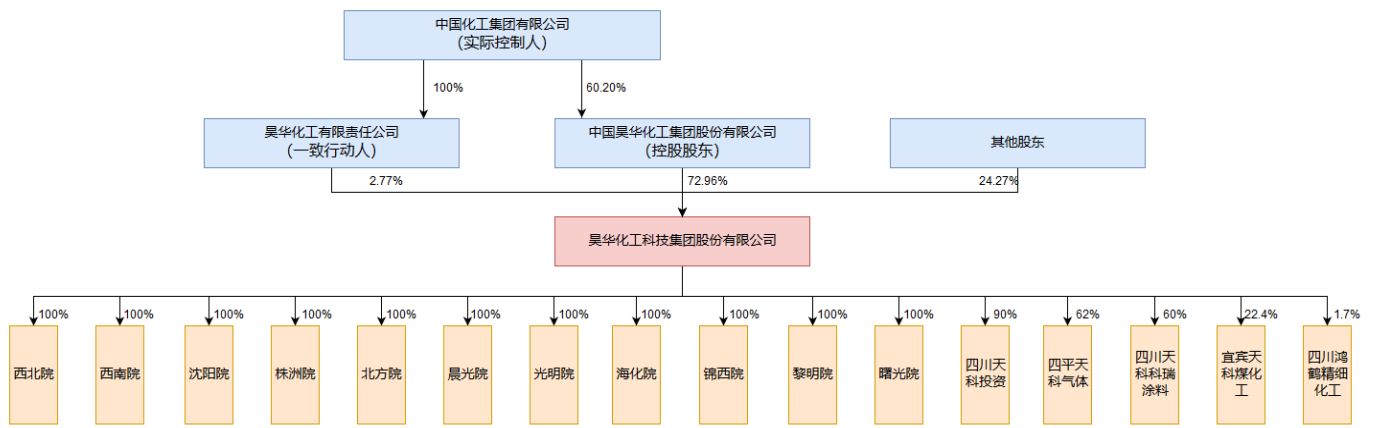 中国化工集团有限公司
（实际控制人）
100%
60.20%
昊华化工有限责任公司
（一致行动人）
中国昊华化工集团股份有限公司
（控股股东）
其他股东
2.77%
72.96%
24.27%
昊华化工科技集团股份有限公司
100%
100%
100%
100%
100%
100%
100%
100%
100%
100%
100%
90%
62%
60%
22.4%
1.7%
西北院
西南院
沈阳院
株洲院
北方院
晨光院
光明院
海化院
锦西院
黎明院
曙光院
四川天
科投资
四平天
科气体
四川天
科科瑞
涂料
宜宾天
科煤化
工
四川鸿
鹤精细
化工